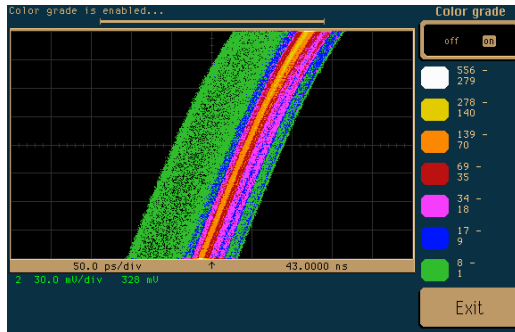 Color grade is enabled...
Color grade
off on
556 -
279
278 -
140
139 -
70
69 -
35
34 -
18
17 -
9
8 -
1
50.0 ps/div ↑ 43.0000 ns
2 30.0 mV/div 328 mV
Exit